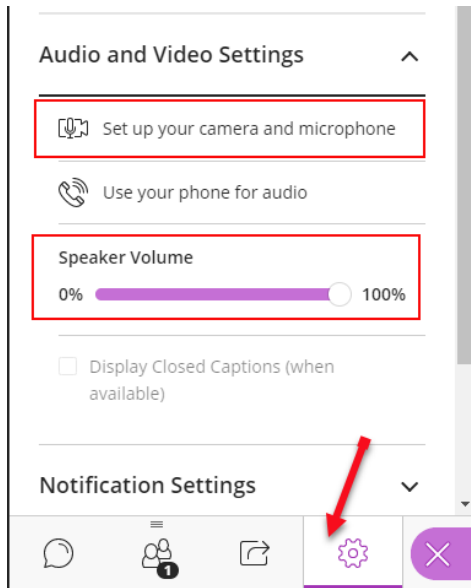 Audio and Video Settings
Set up your camera and microphone
Use your phone for audio
Speaker Volume
0% 100%
Display Closed Captions (when
available)
Notification Settings
1